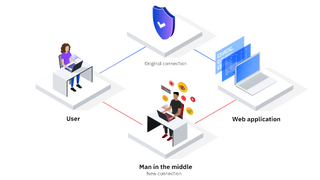 Original connection
User
Web application
Man in the middle
New connection